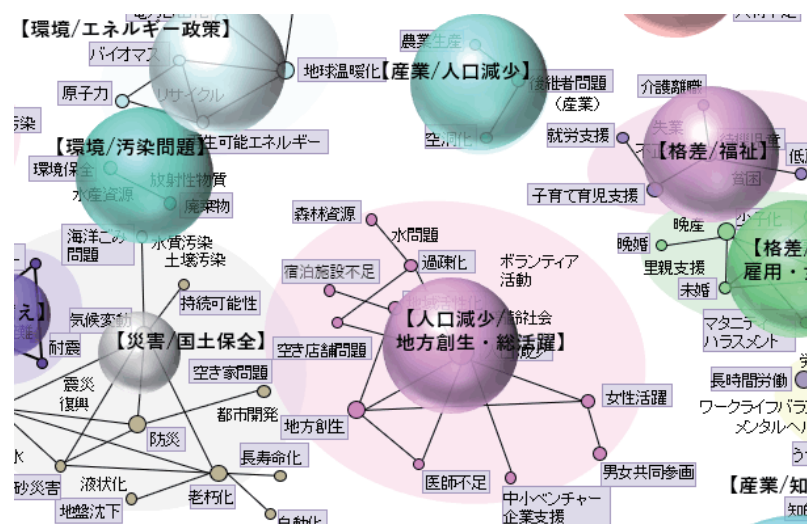 【環境/エネルギー政策】
バイオマス
原子力
リサイクル
地球温暖化
生可能エネルギー
汚染
【環境/汚染問題】
環境保全
放射性物質
水産資源
廃棄物
海洋ごみ
問題
水質汚染
土壌汚染
持続可能性
気候変動
耐震
【災害/国土保全】
空き家問題
震災
復興
都市開発
防災
長寿命化
砂災害
液状化
老朽化
地盤沈下
自動化
農業生産
【産業/人口減少】
後継者問題
(産業)
空洞化
森林資源
水問題
過疎化
ボランティア
活動
宿泊施設不足
地域活性化
【人口減少/
地方創生・総活躍】
齢社会
空き店舗問題
地方創生
女性活躍
医師不足
男女共同参画
中小ベンチャー
企業支援
介護離職
失業
就労支援
【格差/福祉】
貧困
子育て育児支援
晩産
少子化
晩婚
里親支援
【格差/
雇用・
未婚
マタニティ
ハラスメント
長時間労働
ワークライフバラ
メンタルヘル
【産業/知